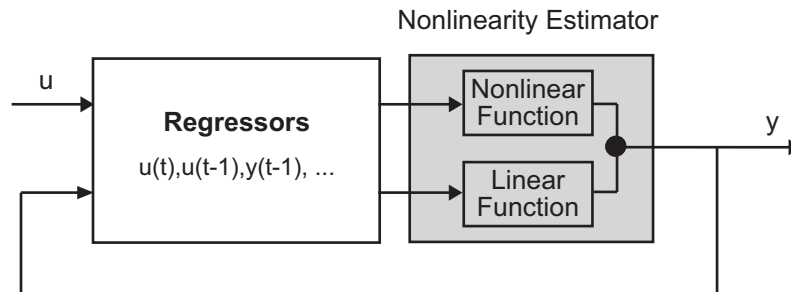 Nonlinearity Estimator
u
Regressors
u(t),u(t-1),y(t-1), ...
Nonlinear
Function
Linear
Function
y